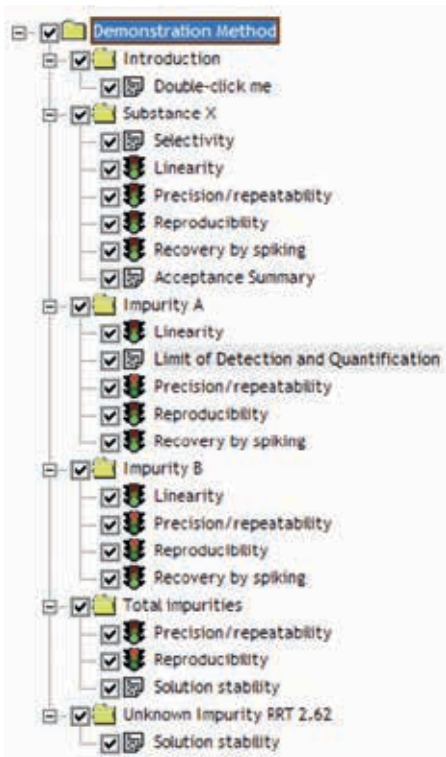 Demonstration Method
Introduction
Double-click me
Substance X
Selectivity
Linearity
Precision/repeatability
Reproducibility
Recovery by spiking
Acceptance Summary
Impurity A
Linearity
Limit of Detection and Quantification
Precision/repeatability
Reproducibility
Recovery by spiking
Impurity B
Linearity
Precision/repeatability
Reproducibility
Recovery by spiking
Total impurities
Precision/repeatability
Reproducibility
Solution stability
Unknown Impurity RRT 2.62
Solution stability